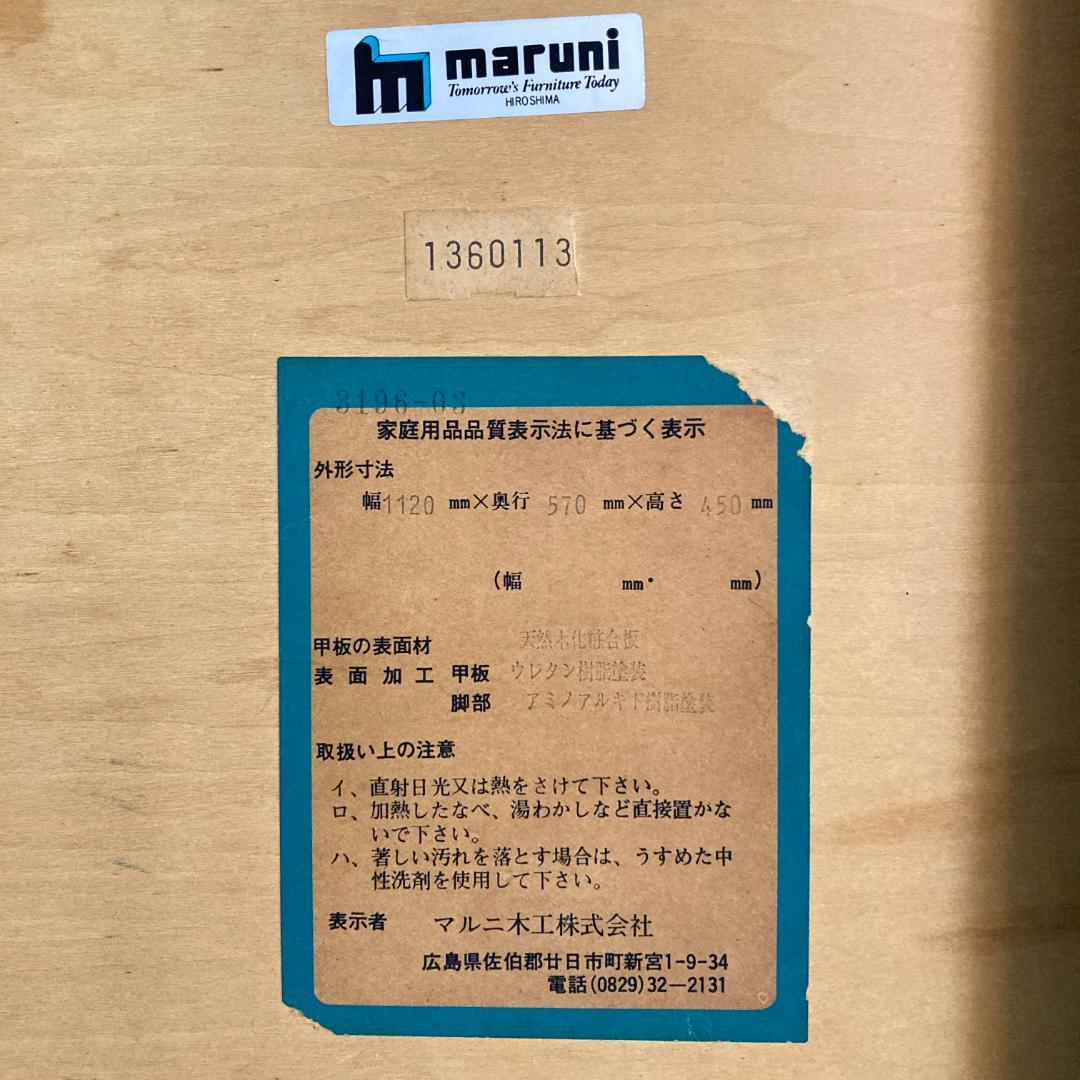 maruni
Tomorrow's Furniture Today
HIROSHIMA
1360113
3196-03
家庭用品品質表示法に基づく表示
外形寸法
幅1120 mm×奥行 570 mm×高さ 450 mm
(幅 mm・ mm)
甲板の表面材 天然木化粧合板
表面加工 甲板 ウレタン樹脂塗装
脚部 アミノアルキド樹脂塗装
取扱い上の注意
イ、直射日光又は熱をさけて下さい。
ロ、加熱したなべ、湯わかしなど直接置かな
いで下さい。
ハ、著しい汚れを落とす場合は、うすめた中
性洗剤を使用して下さい。
表示者 マルニ木工株式会社
広島県佐伯郡廿日市町新宮1-9-34
電話(0829)32—2131